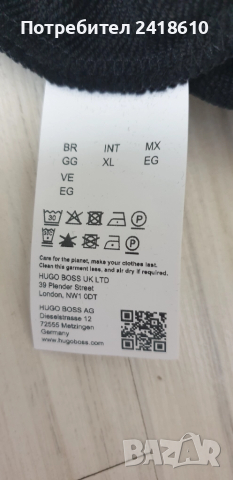 Потребител 2418610
BR INT MX
GG XL EG
VE
EG
30 P
P
Care for the planet, make your clothes last.
Clean this garment less, and air dry if required.
HUGO BOSS UK LTD
39 Plender Street
London, NW1 0DT
HUGO BOSS AG
Dieselstrasse 12
72555 Metzingen
Germany
www.hugoboss.com
BAZAR